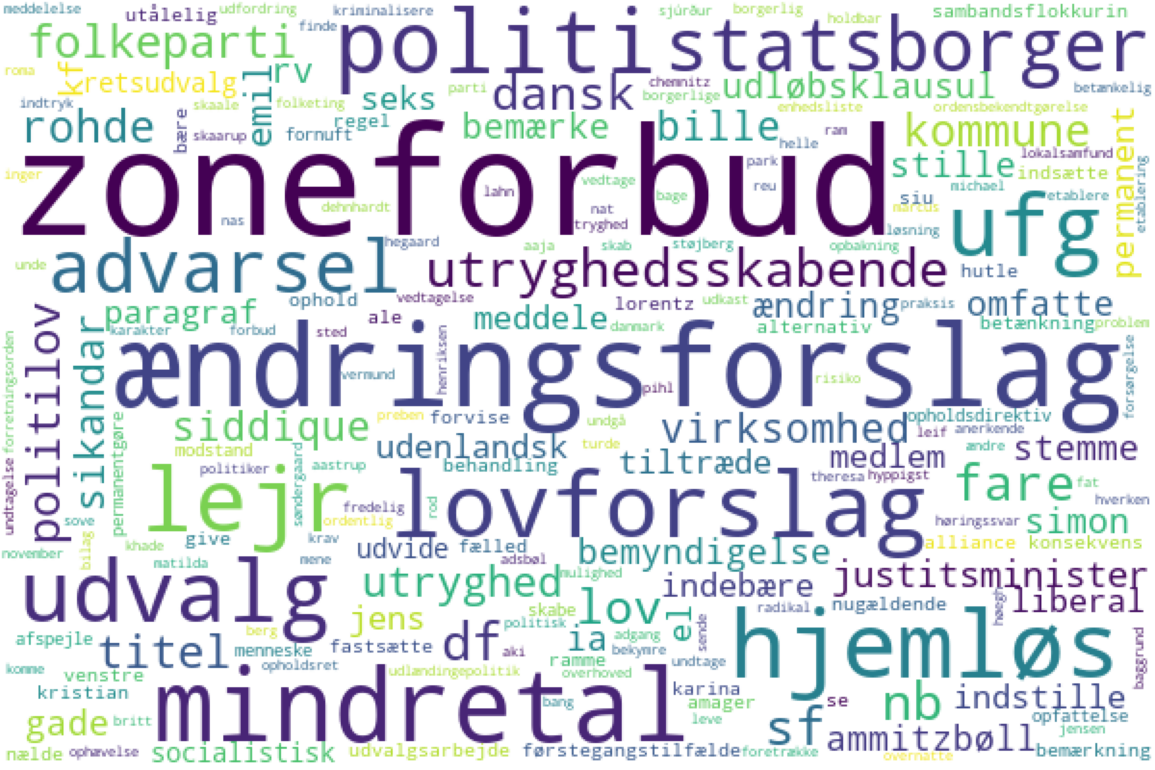 meddelelse utålelig udfordring kriminalisere sjúrður borgerlig holdbar sambandsflokkurin
folkeparti finde politi statsborger
roma kf retsudvalg emil rv parti chemnitz udløbsklausul betænkelig
indtryk skaale folketing seks dansk borgerlige enhedsliste ordensbekendtgørelse
rohde bære skaarup fornuft regel bemærke bille helle ram kommune permanent
zoneforbud park stille lokalsamfund etablering
inger lahn vedtage reu indsætte
dehnhardt nat bage siu michael etablere
nas tryghed marcus ufg
advarsel hegaard aaja skab støjberg opbakning løsning
unde utryghedsskabende hutle
ophold vedtagelse lorentz udkast ændring praksis omfatte
paragraf ale meddele danmark alternativ betænkning problem
politilov sikandar karakter forbud sted henriksen forsørgelse
forretningsorden ændringsforslag
vermund pihl risiko
permanentgøre siddique preben forvise undgå virksomhed opholdsdirektiv
modstand turde leif anerkende
undtagelse udenlandsk tiltræde medlem ændre stemme
politiker aastrup behandling theresa hyppigst
lejr søndergaard lovforslag fare fat hverken
sove fredelig ordentlig rod høringssvar simon
november bilag khade give krav adsbøl alliance konsekvens
matilda mene udvide fælled bemyndigelse
udvalg utryghed mulighed indebære justitsminister
jens skabe lov el radikal nugældende høegh liberal
afspejle berg politisk sende hjemløs baggrund
titel menneske fastsætte df aki ia adgang bekymre
komme venstre opholdsret udlændingepolitik ramme overhoved undtage
kristian mindretal bang karina se nb indstille
gade britt amager leve sf opfattelse
ammitzbøll jensen
nælde ophævelse socialistisk udvalgsarbejde førstegangstilfælde foretrække overnatte bemærkning